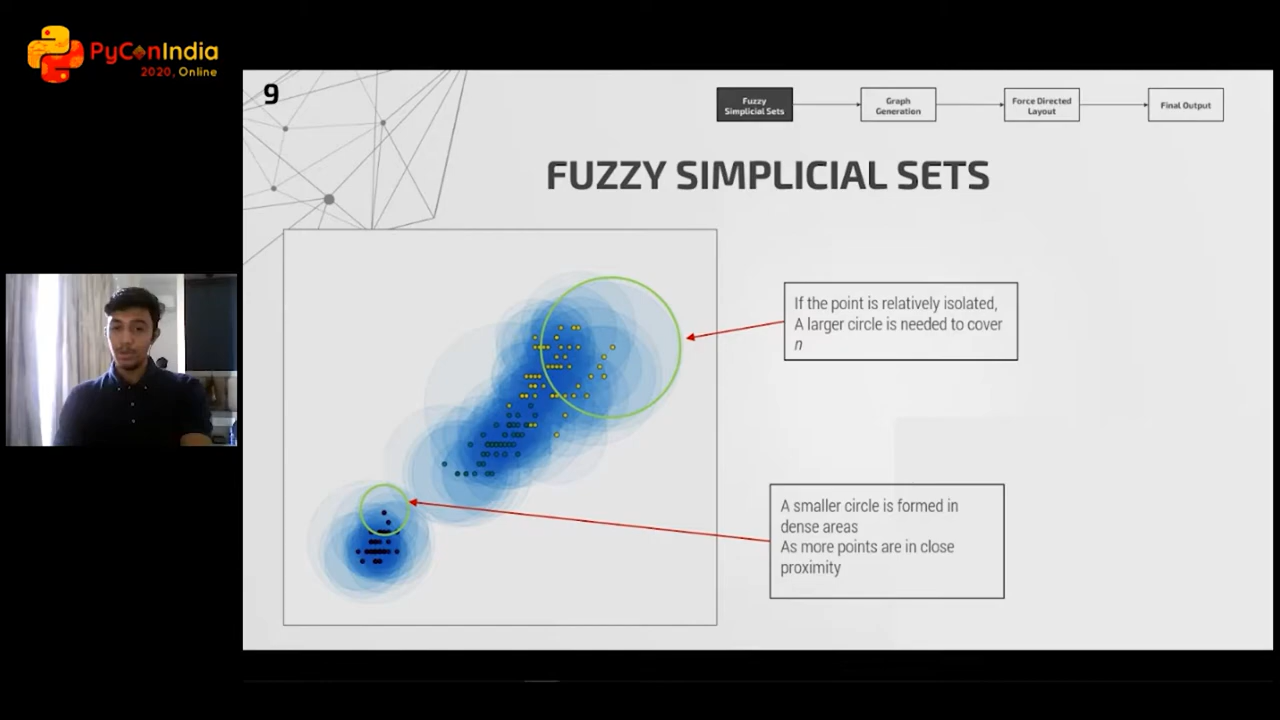 PyConIndia
2020, Online
9
Fuzzy
Simplicial Sets
Graph
Generation
Force Directed
Layout
Final Output
FUZZY SIMPLICIAL SETS
If the point is relatively isolated,
A larger circle is needed to cover
n
A smaller circle is formed in
dense areas
As more points are in close
proximity